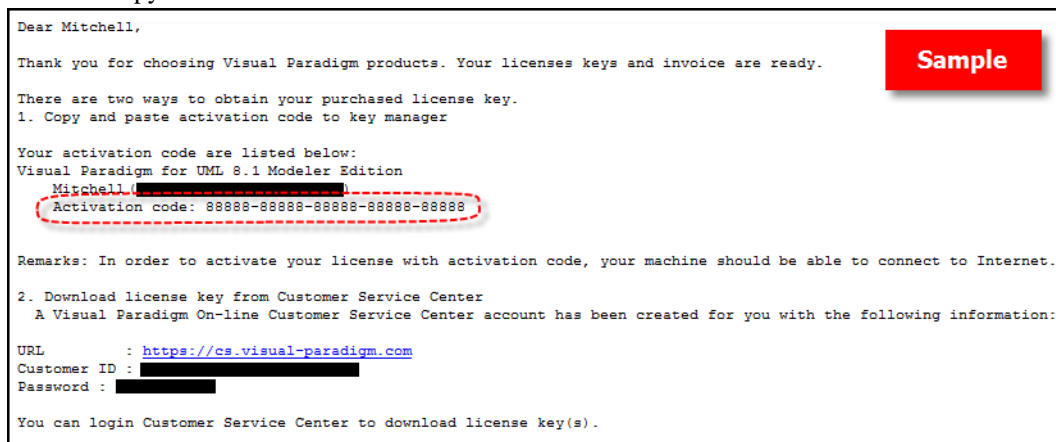 Dear Mitchell,
Sample
Thank you for choosing Visual Paradigm products. Your licenses keys and invoice are ready.
There are two ways to obtain your purchased license key.
1. Copy and paste activation code to key manager
Your activation code are listed below:
Visual Paradigm for UML 8.1 Modeler Edition
Mitchell ( )
Activation code: 88888-88888-88888-88888-88888
Remarks: In order to activate your license with activation code, your machine should be able to connect to Internet.
2. Download license key from Customer Service Center
A Visual Paradigm On-line Customer Service Center account has been created for you with the following information:
URL : https://cs.visual-paradigm.com
Customer ID :
Password :
You can login Customer Service Center to download license key(s).